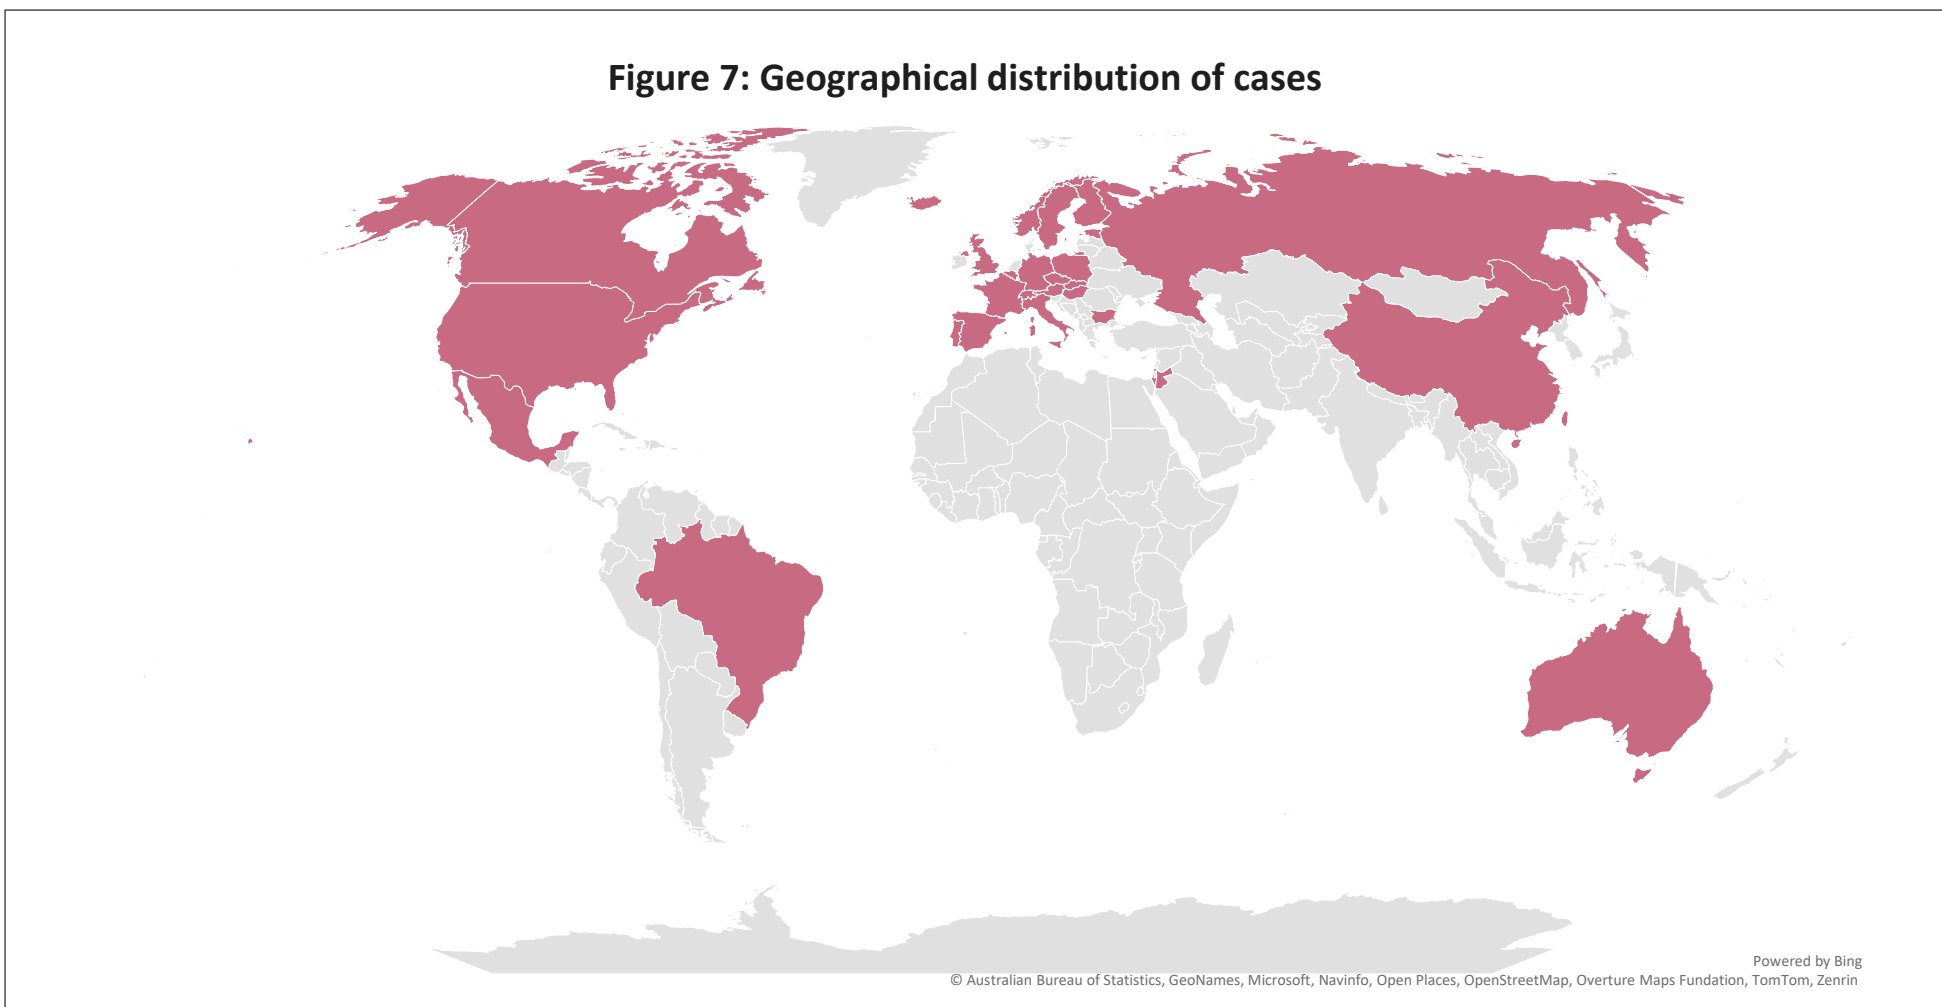 Figure 7: Geographical distribution of cases
Powered by Bing
© Australian Bureau of Statistics, GeoNames, Microsoft, Navinfo, Open Places, OpenStreetMap, Overture Maps Fundation, TomTom, Zenrin